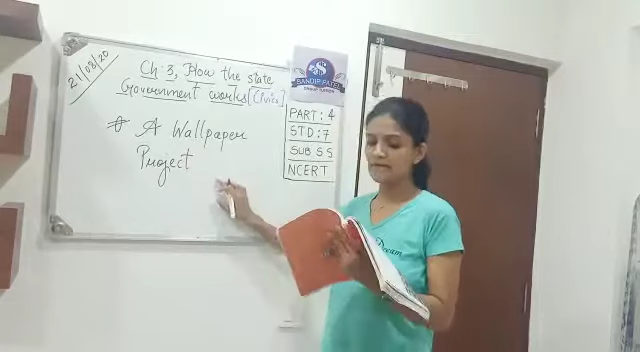 21/08/20
Ch 3, How the state
Government works [Civics]
A Wallpaper
Project
SANDIP PATEL
PART: 4
STD: 7
SUB SS
NCERT
Dream